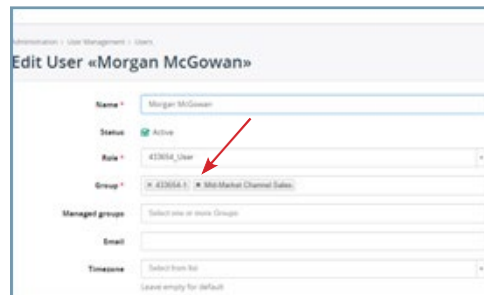 Administration › User Management › Users
Edit User «Morgan McGowan»
Name *
Morgan McGowan
Status
Active
Role *
433654_User
Group *
× 433654-1 × Mid-Market Channel Sales
Managed groups
Select one or more Groups
Email
Timezone
Select from list
Leave empty for default